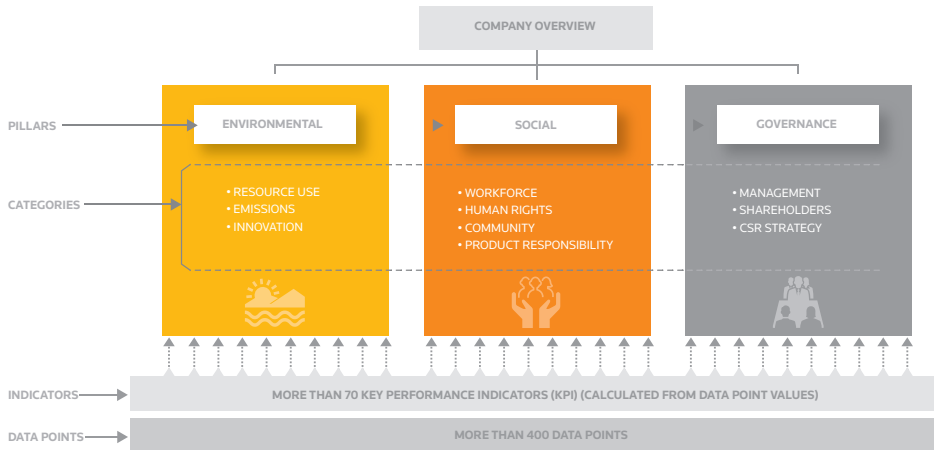 COMPANY OVERVIEW
PILLARS
ENVIRONMENTAL
SOCIAL
GOVERNANCE
CATEGORIES
• RESOURCE USE
• EMISSIONS
• INNOVATION
• WORKFORCE
• HUMAN RIGHTS
• COMMUNITY
• PRODUCT RESPONSIBILITY
• MANAGEMENT
• SHAREHOLDERS
• CSR STRATEGY
INDICATORS
MORE THAN 70 KEY PERFORMANCE INDICATORS (KPI) (CALCULATED FROM DATA POINT VALUES)
DATA POINTS
MORE THAN 400 DATA POINTS